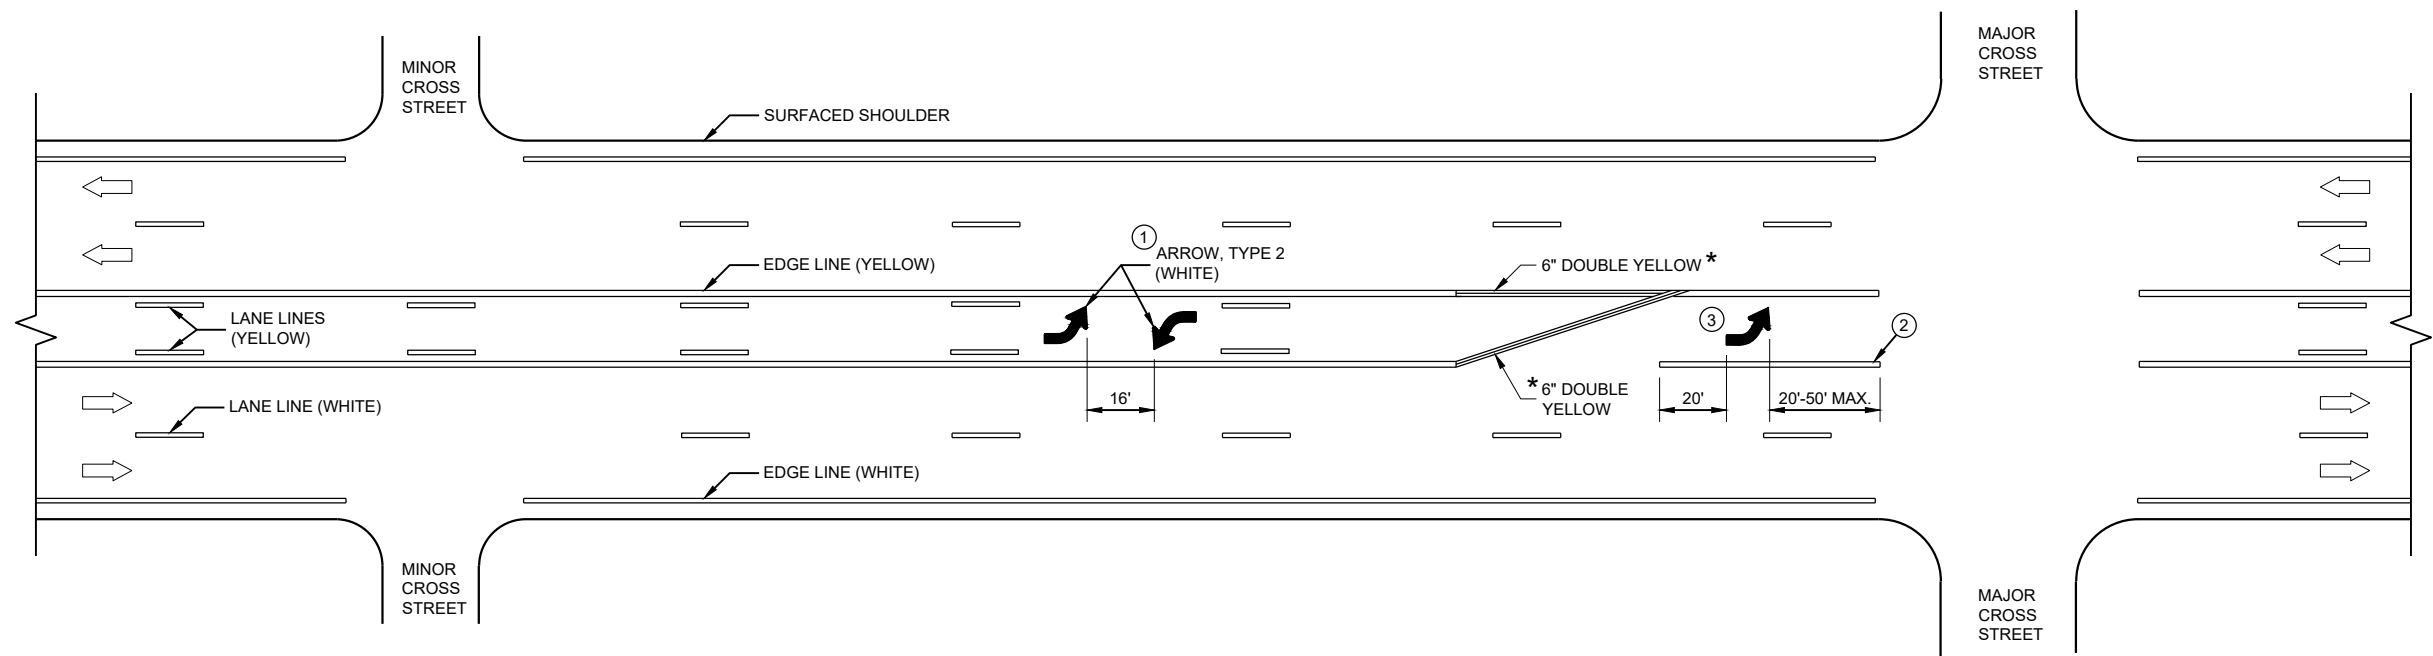 MAJOR
CROSS
STREET
MINOR
CROSS
STREET
SURFACED SHOULDER
1
ARROW, TYPE 2
(WHITE)
EDGE LINE (YELLOW)
6" DOUBLE YELLOW *
LANE LINES
(YELLOW)
3
2
* 6" DOUBLE
YELLOW
16'
20'
20'-50' MAX.
LANE LINE (WHITE)
EDGE LINE (WHITE)
MINOR
CROSS
STREET
MAJOR
CROSS
STREET